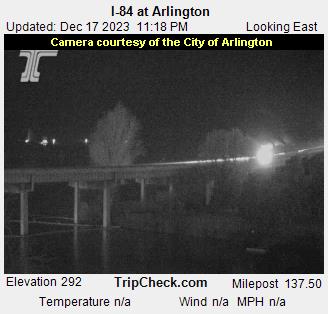 I-84 at Arlington
Updated: Dec 17 2023 11:18 PM Looking East
Camera courtesy of the City of Arlington
Elevation 292 TripCheck.com Milepost 137.50
Temperature n/a Wind n/a MPH n/a